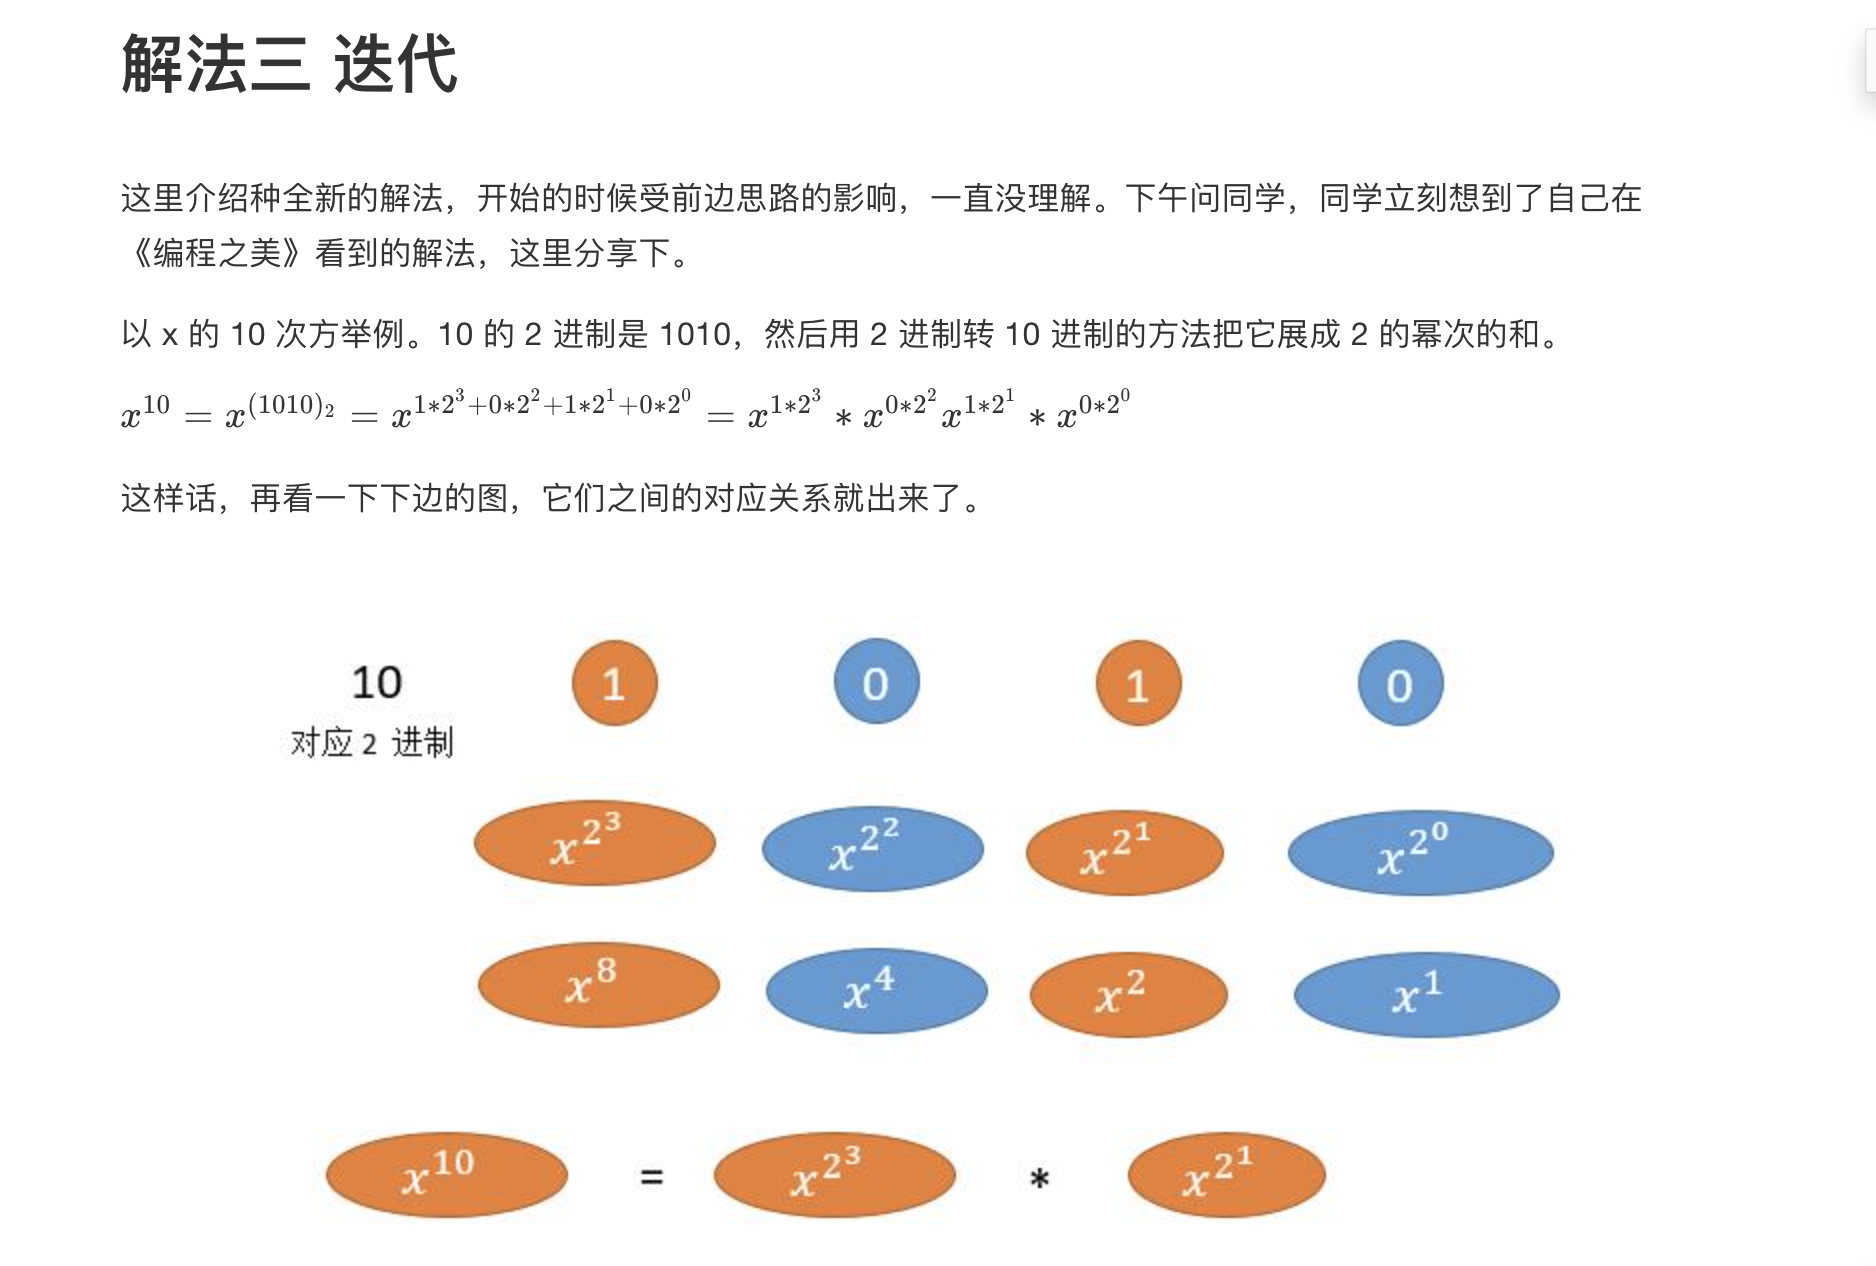 解法三 迭代
这里介绍种全新的解法，开始的时候受前边思路的影响，一直没理解。下午问同学，同学立刻想到了自己在
《编程之美》看到的解法，这里分享下。
以 x 的 10 次方举例。10 的 2 进制是 1010，然后用 2 进制转 10 进制的方法把它展成 2 的幂次的和。
x^{10} = x^{(1010)_2} = x^{1*2^3+0*2^2+1*2^1+0*2^0} = x^{1*2^3} * x^{0*2^2}x^{1*2^1} * x^{0*2^0}
这样话，再看一下下边的图，它们之间的对应关系就出来了。
10 1 0 1 0
对应 2 进制
x^{2^3} x^{2^2} x^{2^1} x^{2^0}
x^8 x^4 x^2 x^1
x^{10} = x^{2^3} * x^{2^1}